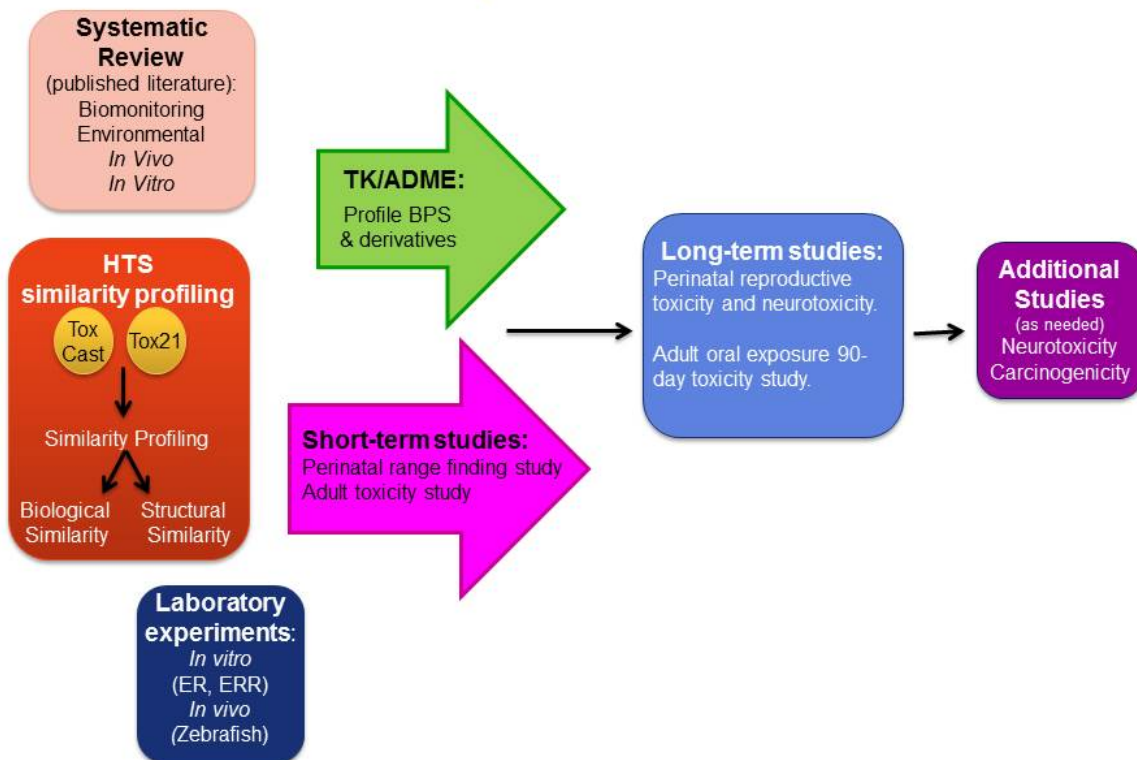 Systematic
Review
(published literature):
Biomonitoring
Environmental
In Vivo
In Vitro
HTS
similarity profiling
Tox
Cast
Tox21
Similarity Profiling
Biological
Similarity
Structural
Similarity
Laboratory
experiments:
In vitro
(ER, ERR)
In vivo
(Zebrafish)
TK/ADME:
Profile BPS
& derivatives
Short-term studies:
Perinatal range finding study
Adult toxicity study
Long-term studies:
Perinatal reproductive
toxicity and neurotoxicity.
Adult oral exposure 90-
day toxicity study.
Additional
Studies
(as needed)
Neurotoxicity
Carcinogenicity